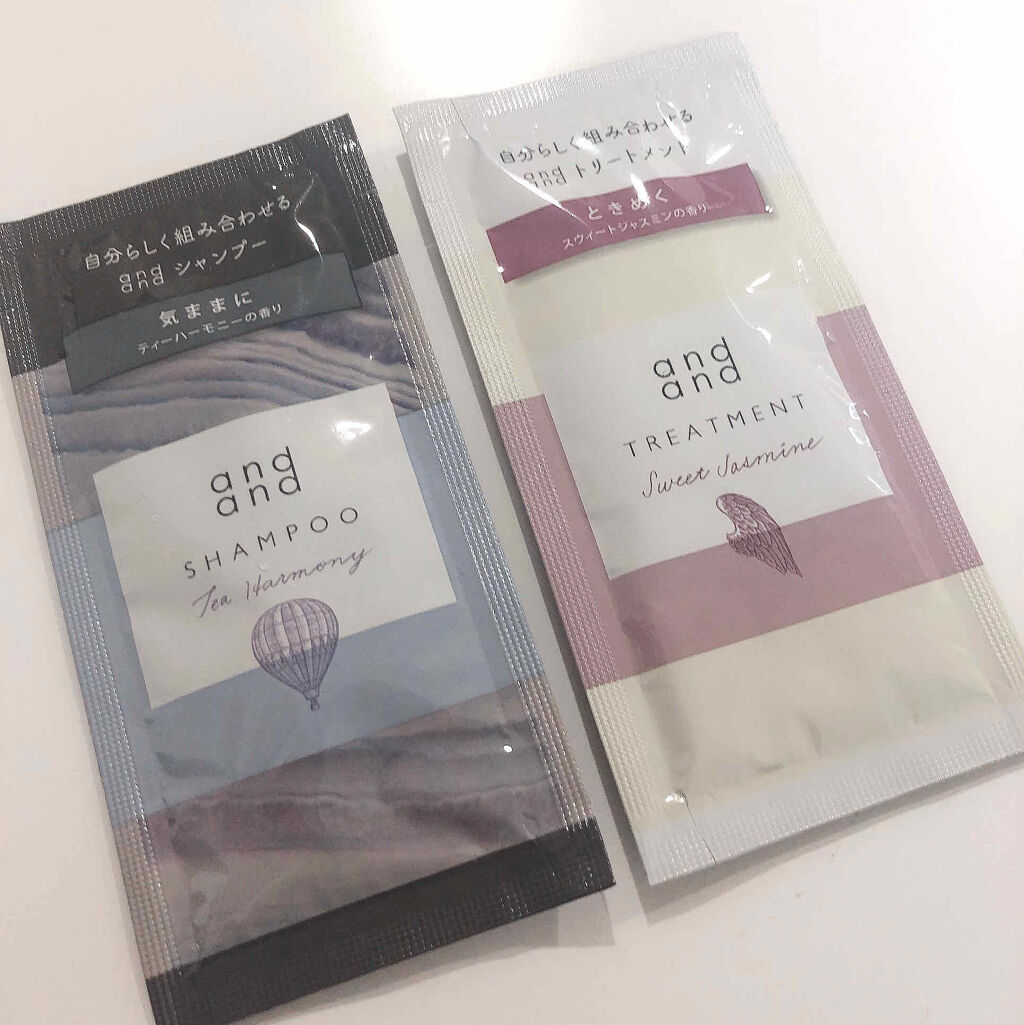 自分らしく組み合わせる
and and シャンプー
気ままに
ティーハーモニーの香り
and
and
SHAMPOO
Tea Harmony
自分らしく組み合わせる
and and トリートメント
ときめく
スウィートジャスミンの香り
and
and
TREATMENT
Sweet Jasmine